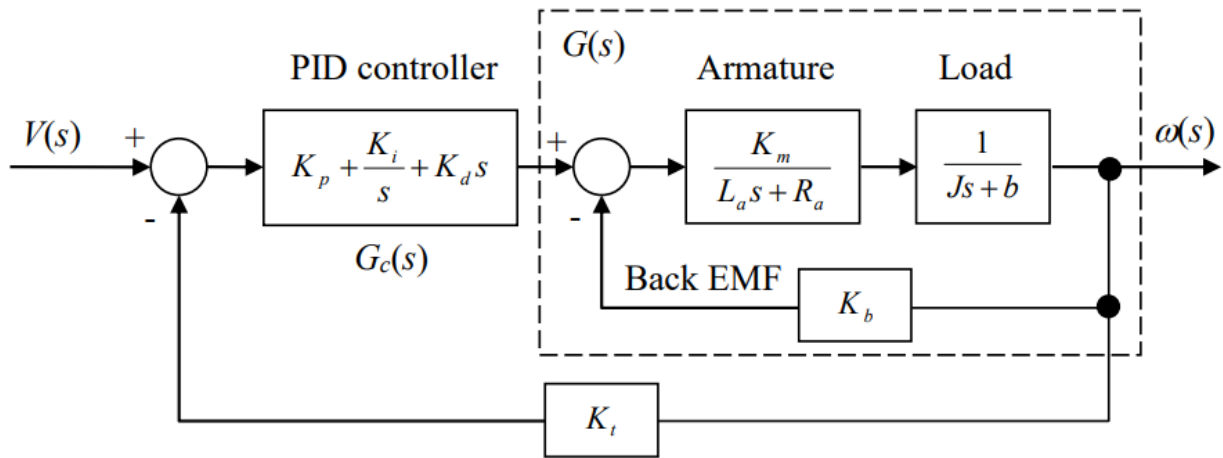 G(s)
PID controller
Armature
Load
V(s)
+
K_p + K_i/s + K_d s
+
K_m/(L_a s + R_a)
1/(Js + b)
ω(s)
-
-
G_c(s)
Back EMF
K_b
K_t